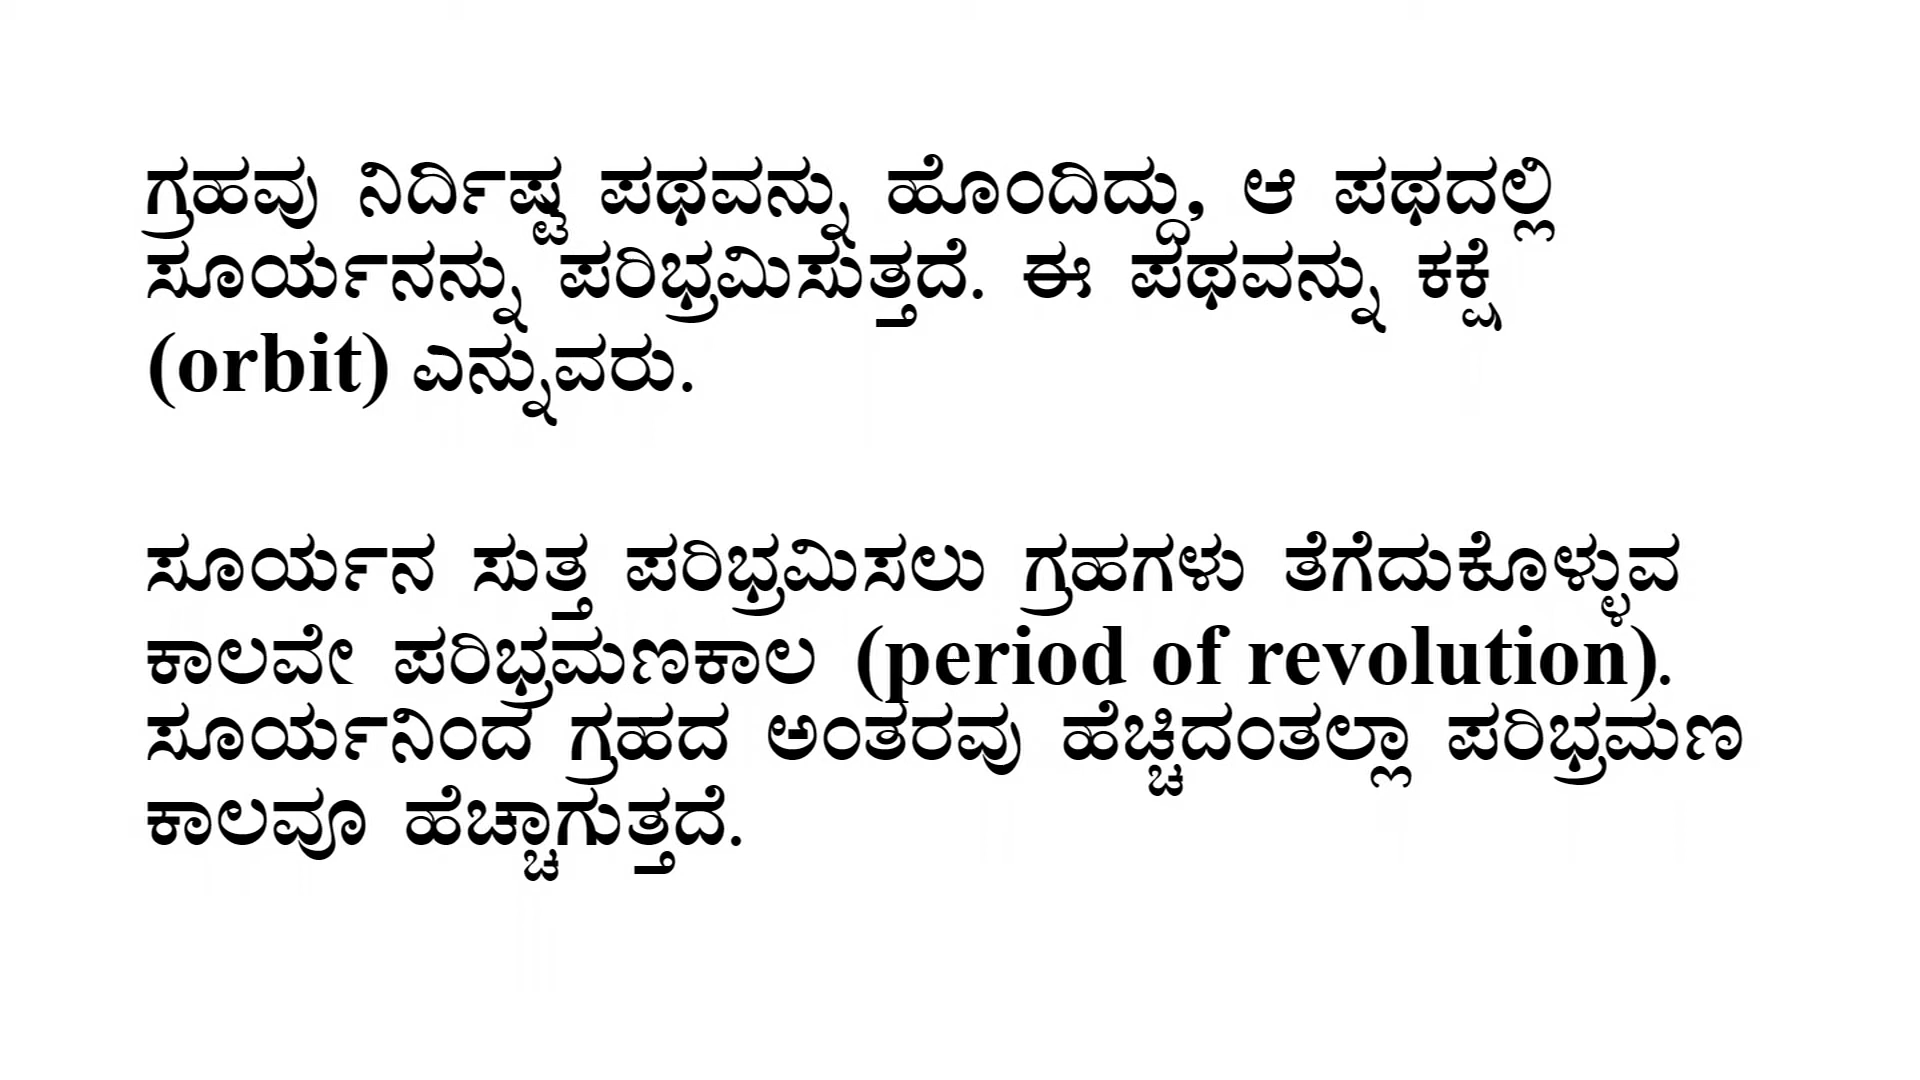 ಗ್ರಹವು ನಿರ್ದಿಷ್ಟ ಪಥವನ್ನು ಹೊಂದಿದ್ದು, ಆ ಪಥದಲ್ಲಿ
ಸೂರ್ಯನನ್ನು ಪರಿಭ್ರಮಿಸುತ್ತದೆ. ಈ ಪಥವನ್ನು ಕಕ್ಷೆ
(orbit) ಎನ್ನುವರು.
ಸೂರ್ಯನ ಸುತ್ತ ಪರಿಭ್ರಮಿಸಲು ಗ್ರಹಗಳು ತೆಗೆದುಕೊಳ್ಳುವ
ಕಾಲವೇ ಪರಿಭ್ರಮಣಕಾಲ (period of revolution).
ಸೂರ್ಯನಿಂದ ಗ್ರಹದ ಅಂತರವು ಹೆಚ್ಚಿದಂತಲ್ಲಾ ಪರಿಭ್ರಮಣ
ಕಾಲವೂ ಹೆಚ್ಚಾಗುತ್ತದೆ.